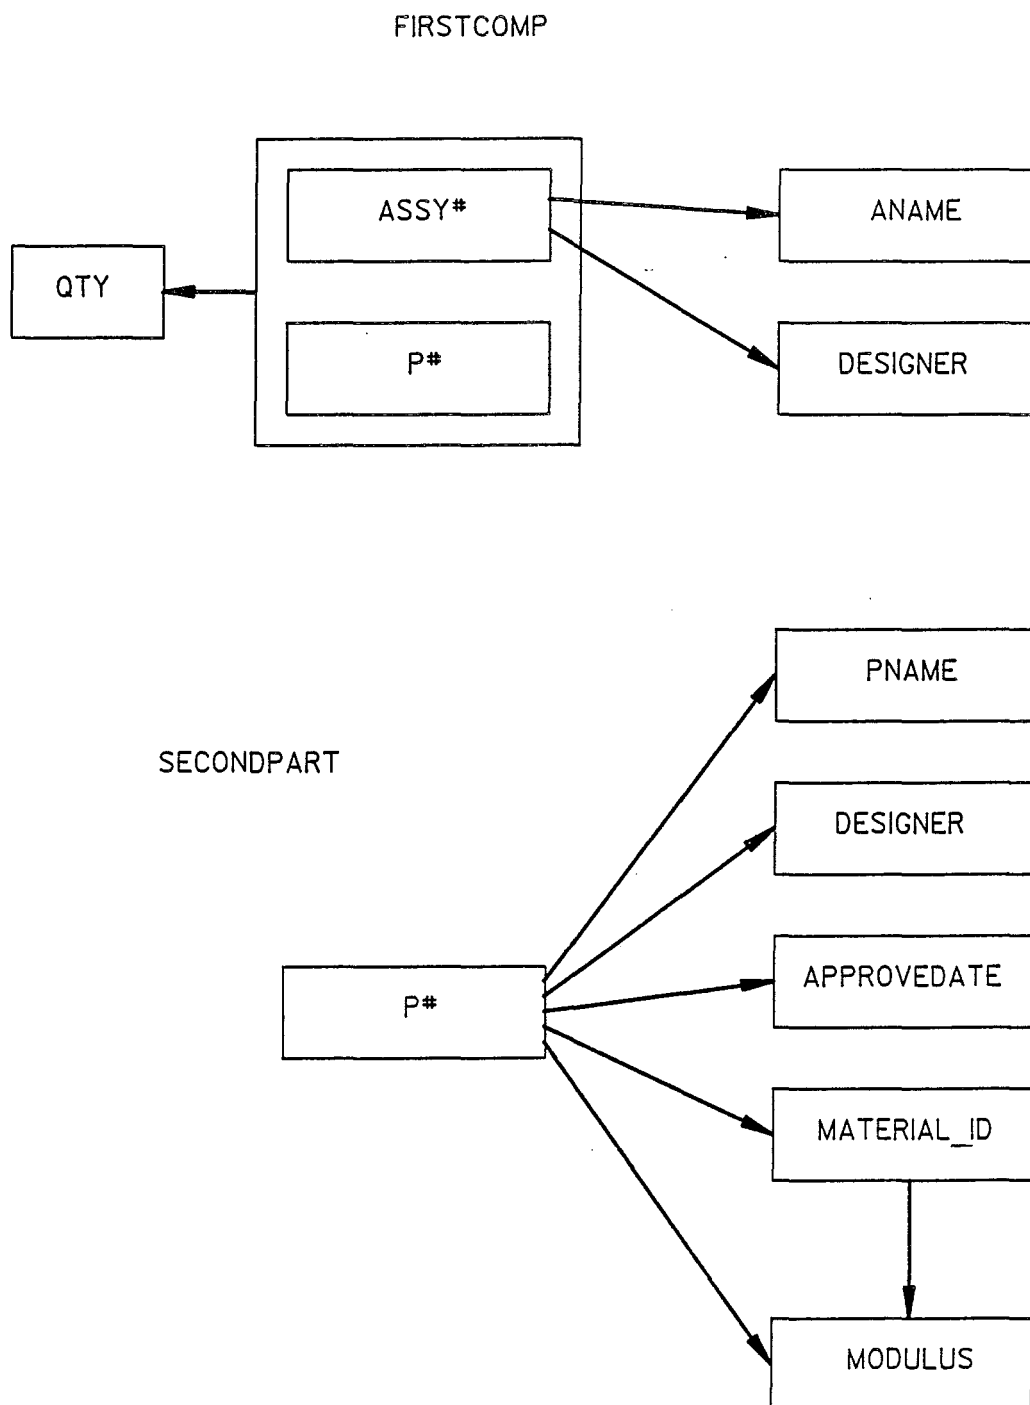 FIRSTCOMP
ASSY#
ANAME
QTY
P#
DESIGNER
PNAME
SECONDPART
DESIGNER
P#
APPROVEDATE
MATERIAL_ID
MODULUS